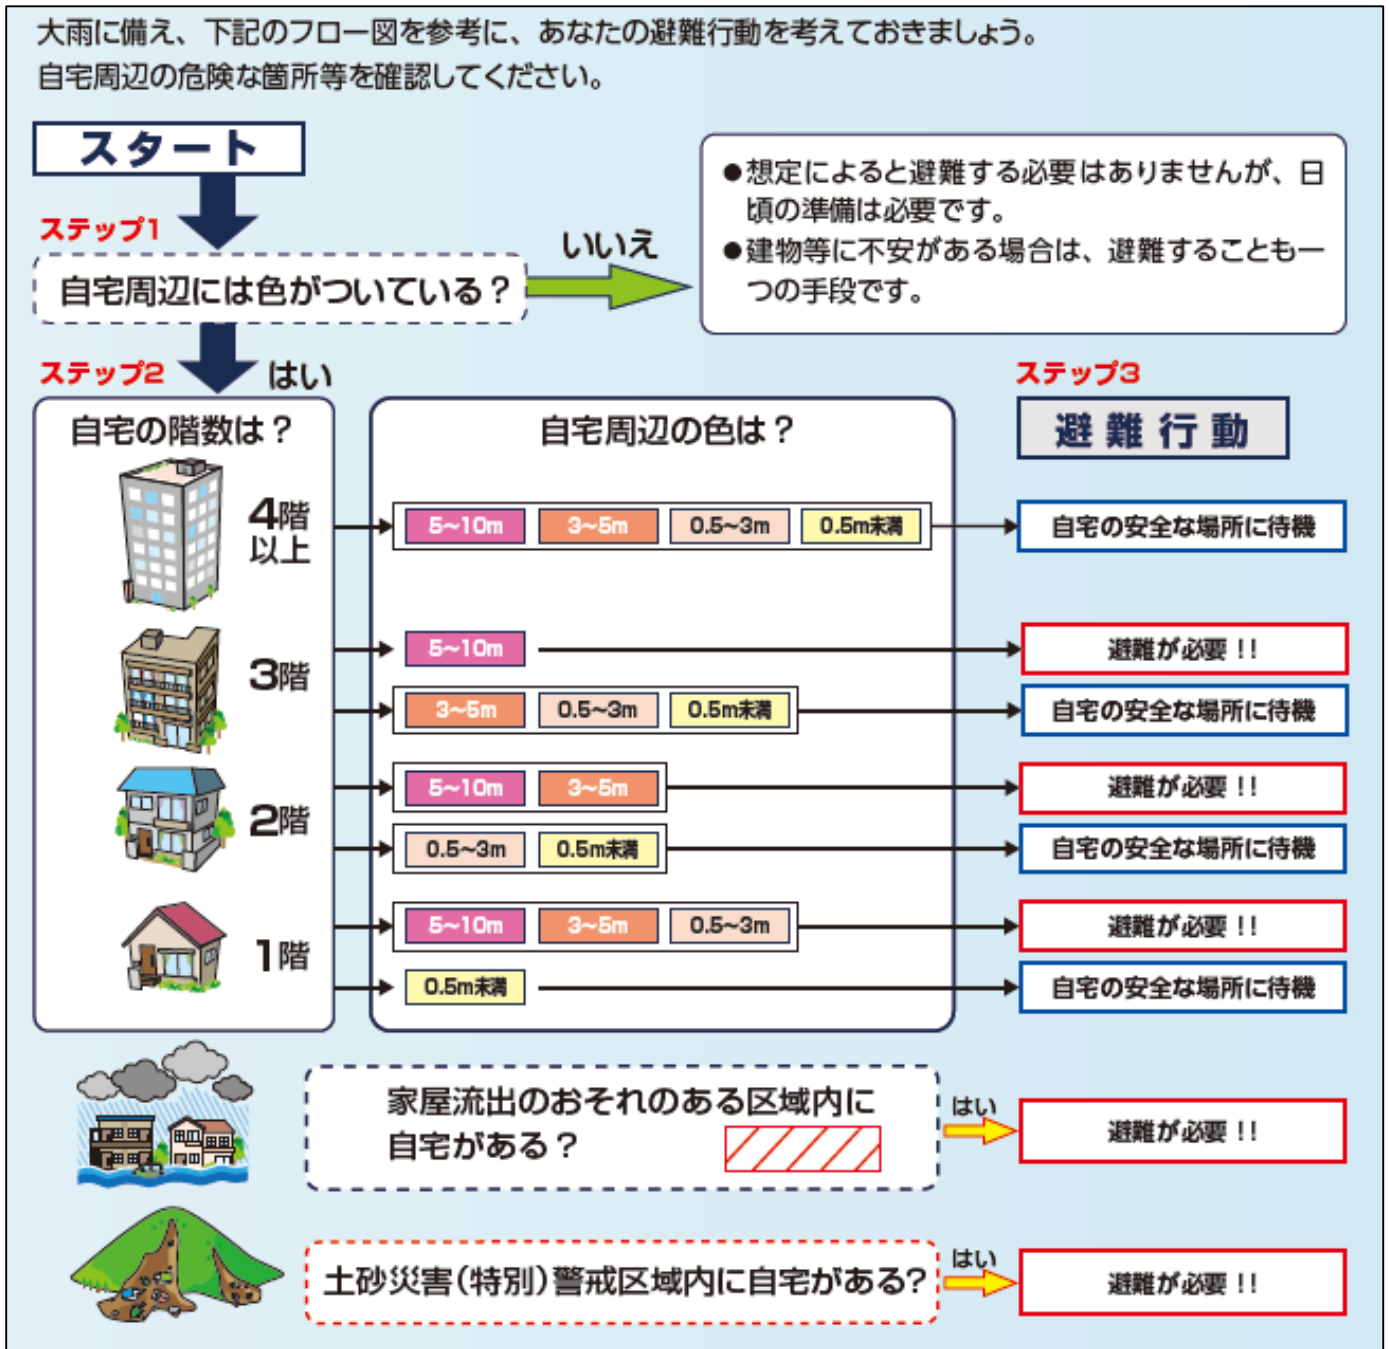 大雨に備え、下記のフロー図を参考に、あなたの避難行動を考えておきましょう。
自宅周辺の危険な箇所等を確認してください。
スタート
ステップ1
自宅周辺には色がついている？
いいえ
●想定によると避難する必要はありませんが、日
頃の準備は必要です。
●建物等に不安がある場合は、避難することも一
つの手段です。
ステップ2
はい
自宅の階数は？
自宅周辺の色は？
ステップ3
避難行動
4階
以上
5〜10m 3〜5m 0.5〜3m 0.5m未満
自宅の安全な場所に待機
3階
5〜10m
避難が必要!!
3〜5m 0.5〜3m 0.5m未満
自宅の安全な場所に待機
2階
5〜10m 3〜5m
避難が必要!!
0.5〜3m 0.5m未満
自宅の安全な場所に待機
1階
5〜10m 3〜5m 0.5〜3m
避難が必要!!
0.5m未満
自宅の安全な場所に待機
家屋流出のおそれのある区域内に
自宅がある？
はい
避難が必要!!
土砂災害(特別)警戒区域内に自宅がある?
はい
避難が必要!!